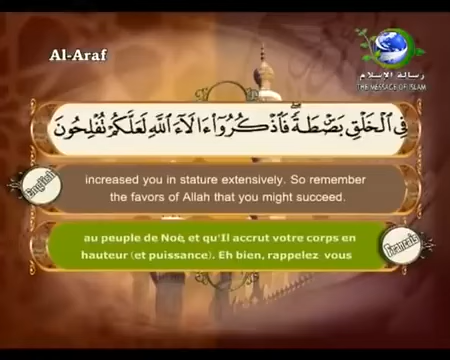 Al-Araf
رسالة الإسلام
THE MESSAGE OF ISLAM
فِي الْخَلْقِ بَصْۜطَةً ۖ فَاذْكُرُوا آلَاءَ اللَّهِ لَعَلَّكُمْ تُفْلِحُونَ
English
increased you in stature extensively. So remember
the favors of Allah that you might succeed.
au peuple de Noë, et qu'Il accrut votre corps en
hauteur (et puissance). Eh bien, rappelez vous
Français